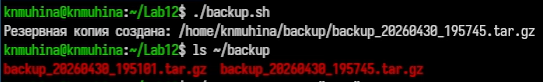 knmuhina@knmuhina:~/Lab12$ ./backup.sh
Резервная копия создана: /home/knmuhina/backup/backup_20260430_195745.tar.gz
knmuhina@knmuhina:~/Lab12$ ls ~/backup
backup_20260430_195101.tar.gz backup_20260430_195745.tar.gz